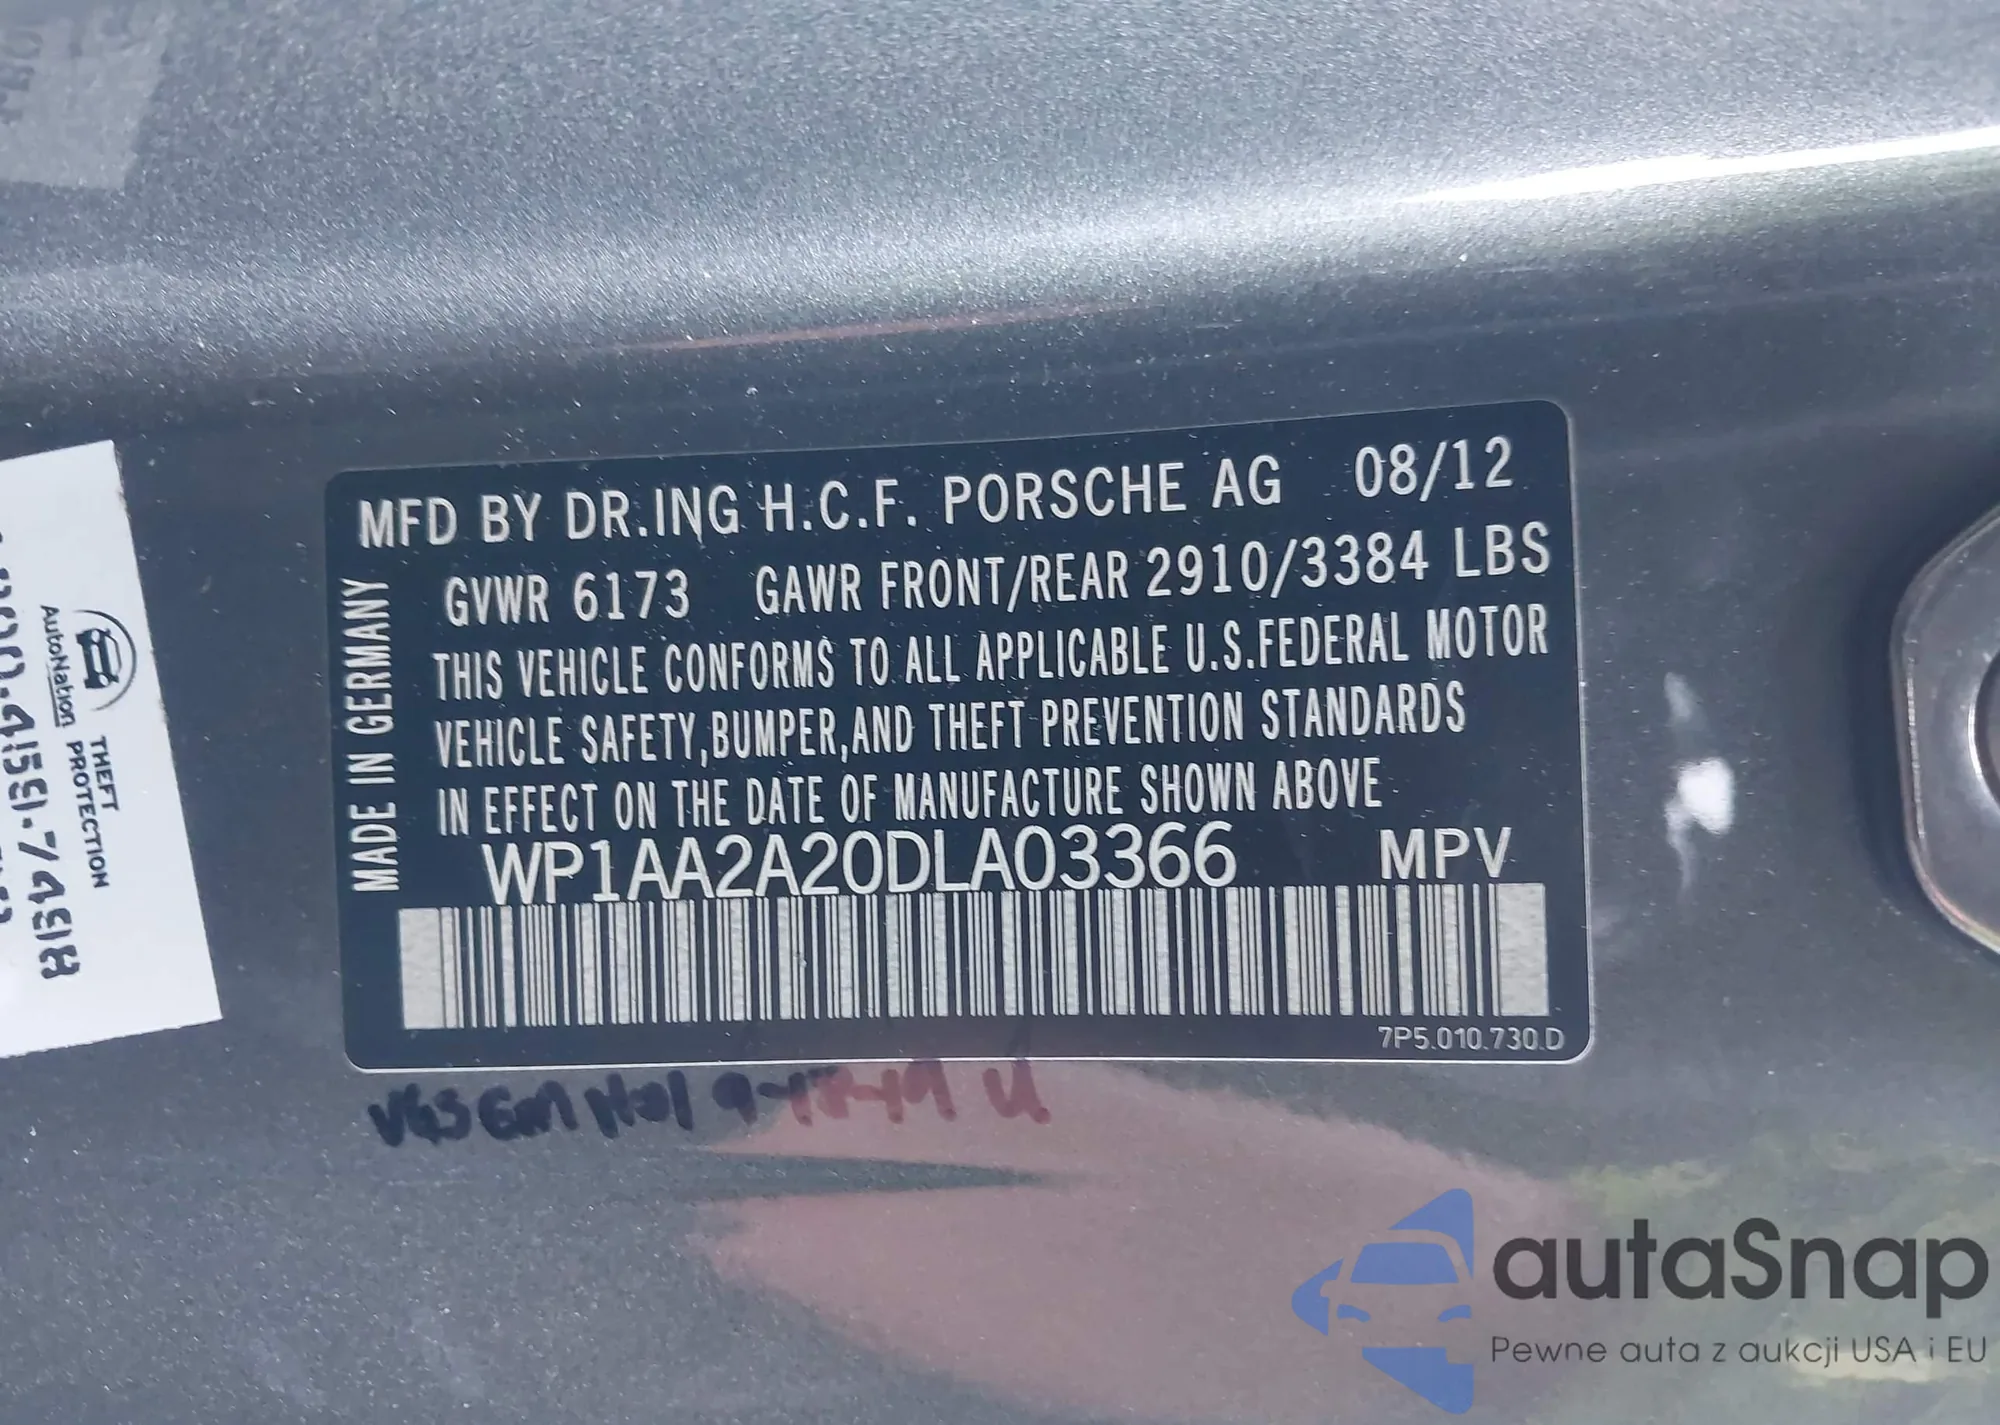 MFD BY DR.ING H.C.F. PORSCHE AG 08/12
GVWR 6173 GAWR FRONT/REAR 2910/3384 LBS
THIS VEHICLE CONFORMS TO ALL APPLICABLE U.S.FEDERAL MOTOR
VEHICLE SAFETY,BUMPER,AND THEFT PREVENTION STANDARDS
IN EFFECT ON THE DATE OF MANUFACTURE SHOWN ABOVE
WP1AA2A20DLA03366 MPV
7P5.010.730.D
MADE IN GERMANY
AutoNation
THEFT
PROTECTION
autaSnap
Pewne auta z aukcji USA i EU